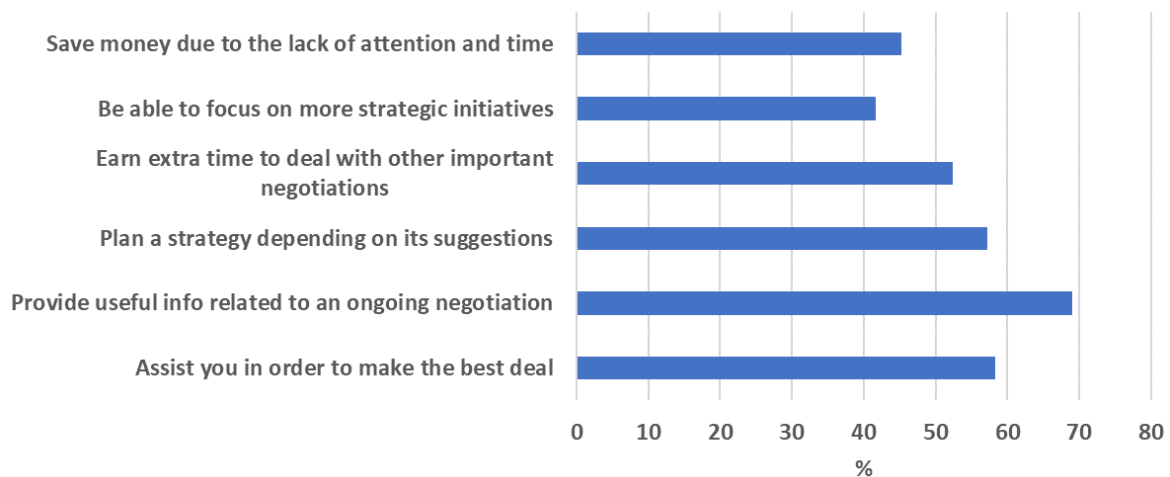 Save money due to the lack of attention and time
Be able to focus on more strategic initiatives
Earn extra time to deal with other important
negotiations
Plan a strategy depending on its suggestions
Provide useful info related to an ongoing negotiation
Assist you in order to make the best deal
0 10 20 30 40 50 60 70 80
%